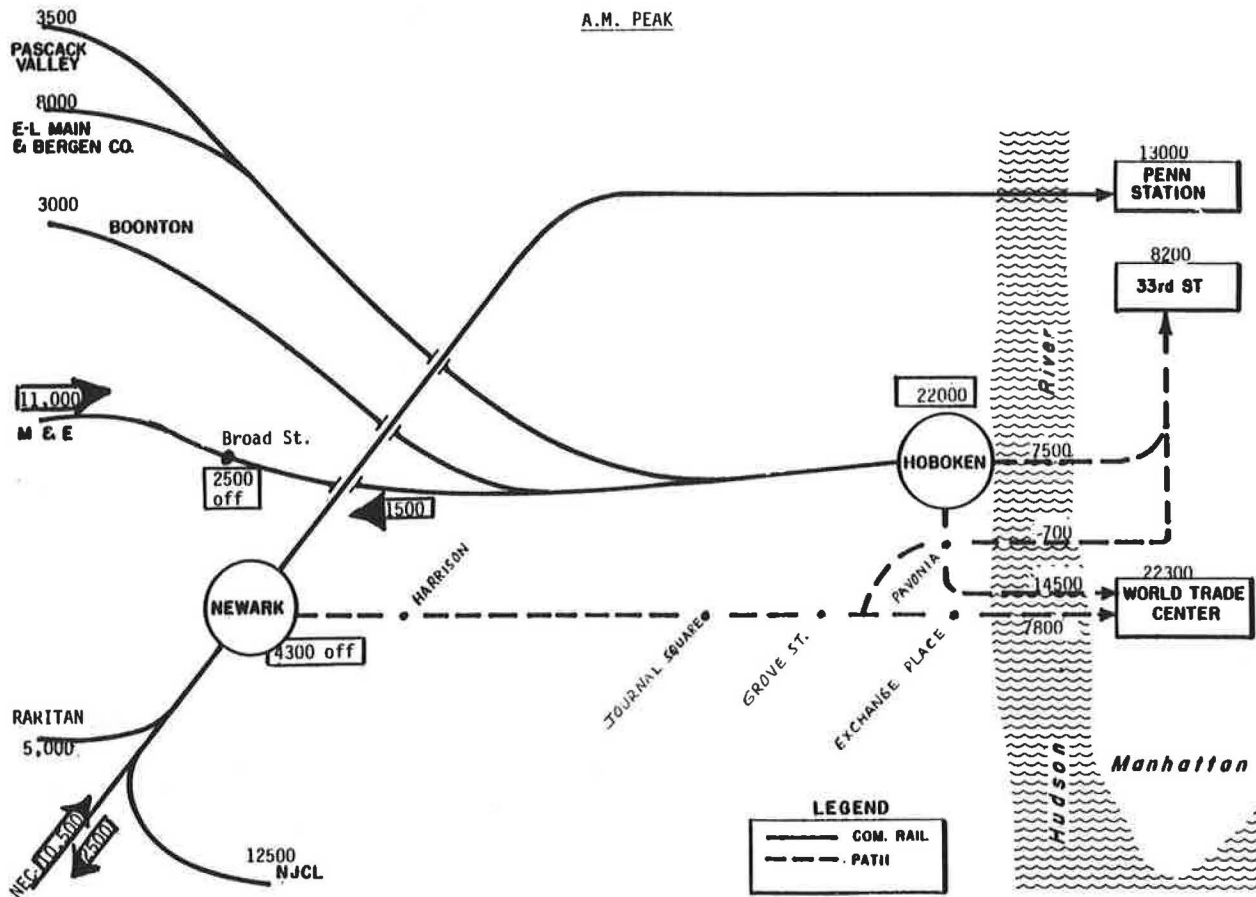 A.M. PEAK
3500
PASCACK
VALLEY
8000
E-L MAIN
& BERGEN CO.
3000
BOONTON
13000
PENN
STATION
8200
33rd ST
River
11,000
M & E
Broad St.
2500
off
22000
HOBOKEN
7500
1500
HARRISON
700
PAVONIA
14500
22300
WORLD TRADE
CENTER
NEWARK
4300 off
7800
JOURNAL SQUARE
GROVE ST.
EXCHANGE PLACE
RARITAN
5,000
Hudson
Manhattan
NEC
10,500
2500
12500
NJCL
LEGEND
COM. RAIL
PATH